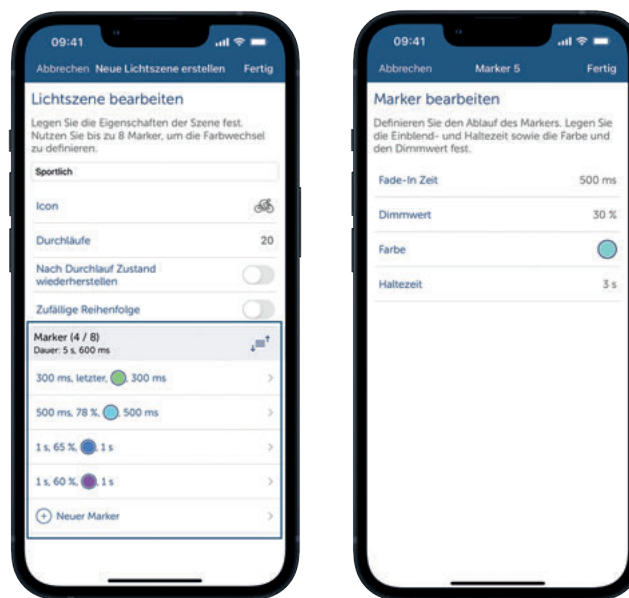 09:41
Abbrechen Neue Lichtszene erstellen Fertig
Lichtszene bearbeiten
Legen Sie die Eigenschaften der Szene fest.
Nutzen Sie bis zu 8 Marker, um die Farbwechsel
zu definieren.
Sportlich
Icon
Durchläufe 20
Nach Durchlauf Zustand
wiederherstellen
Zufällige Reihenfolge
Marker (4 / 8)
Dauer: 5 s, 600 ms
300 ms, letzter, , 300 ms
500 ms, 78 %, , 500 ms
1 s, 65 %, , 1 s
1 s, 60 %, , 1 s
Neuer Marker
09:41
Abbrechen Marker 5 Fertig
Marker bearbeiten
Definieren Sie den Ablauf des Markers. Legen Sie
die Einblend- und Haltezeit sowie die Farbe und
den Dimmwert fest.
Fade-In Zeit 500 ms
Dimmwert 30 %
Farbe
Haltezeit 3 s